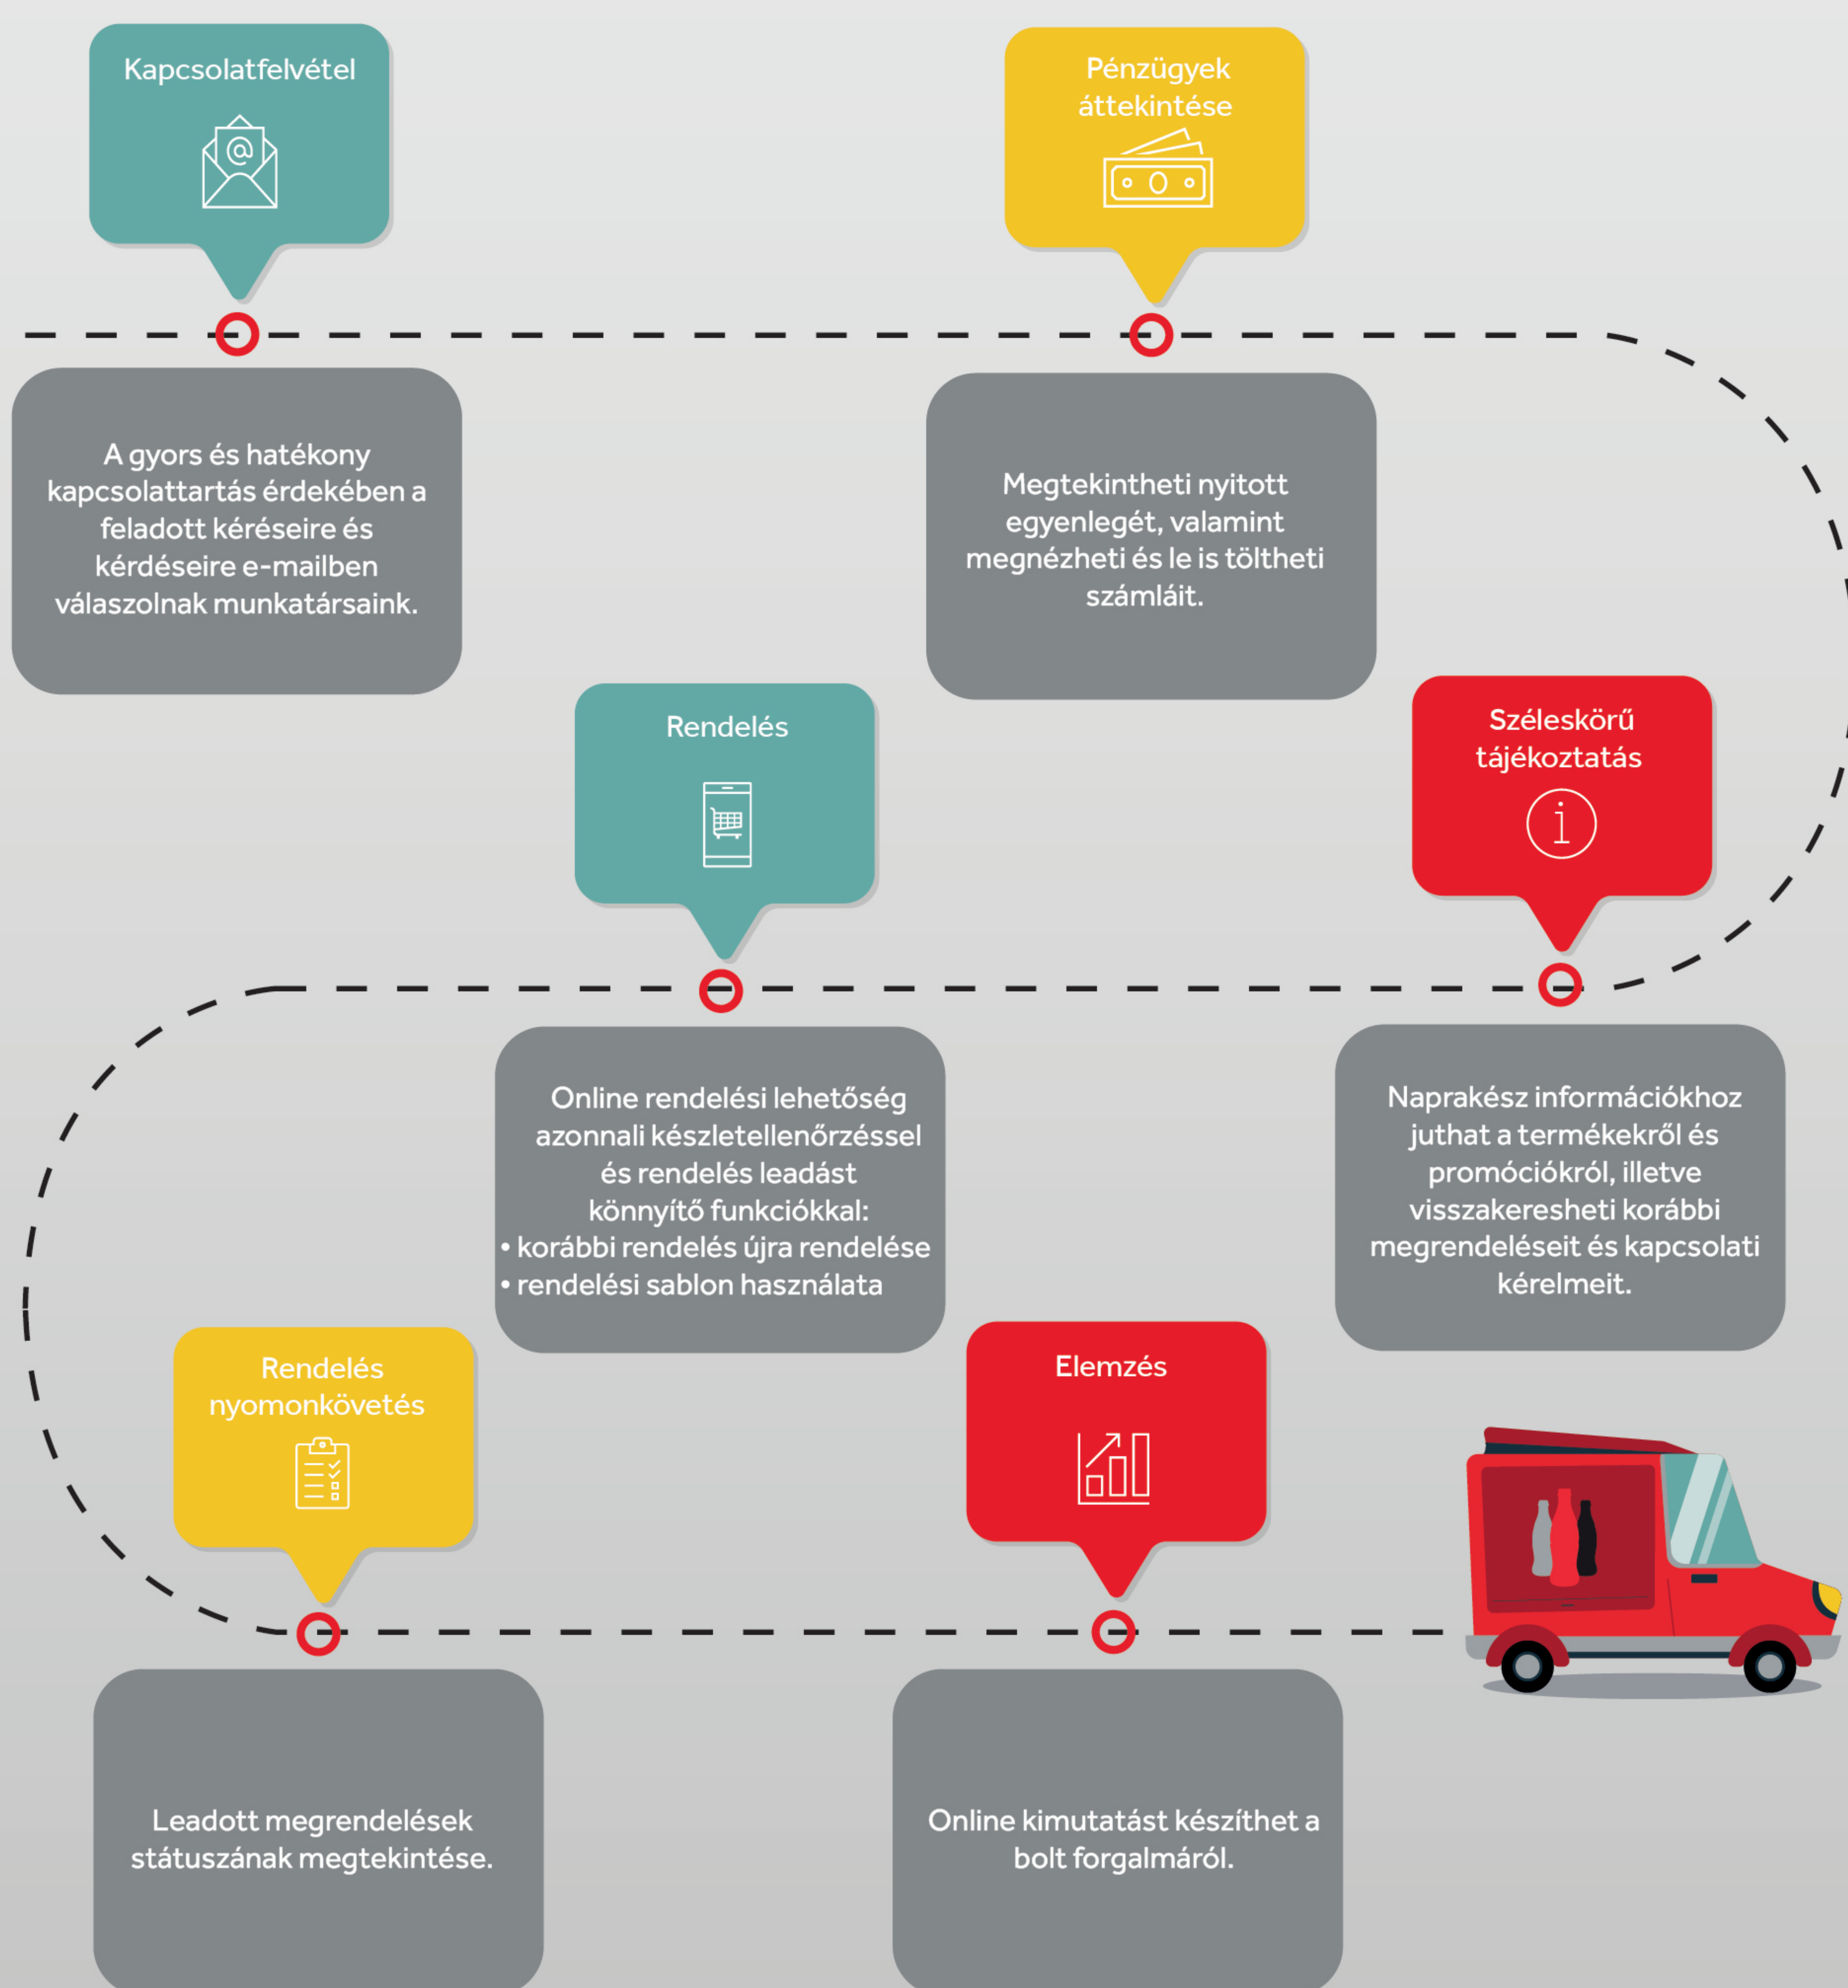 Kapcsolatfelvétel
A gyors és hatékony
kapcsolattartás érdekében a
feladott kéréseire és
kérdéseire e-mailben
válaszolnak munkatársaink.
Pénzügyek
áttekintése
Megtekintheti nyitott
egyenlegét, valamint
megnézheti és le is töltheti
számláit.
Széleskörű
tájékoztatás
Naprakész információkhoz
juthat a termékekről és
promóciókról, illetve
visszakeresheti korábbi
megrendeléseit és kapcsolati
kérelmeit.
Rendelés
Online rendelési lehetőség
azonnali készletellenőrzéssel
és rendelés leadást
könnyítő funkciókkal:
• korábbi rendelés újra rendelése
• rendelési sablon használata
Rendelés
nyomonkövetés
Leadott megrendelések
státuszának megtekintése.
Elemzés
Online kimutatást készíthet a
bolt forgalmáról.